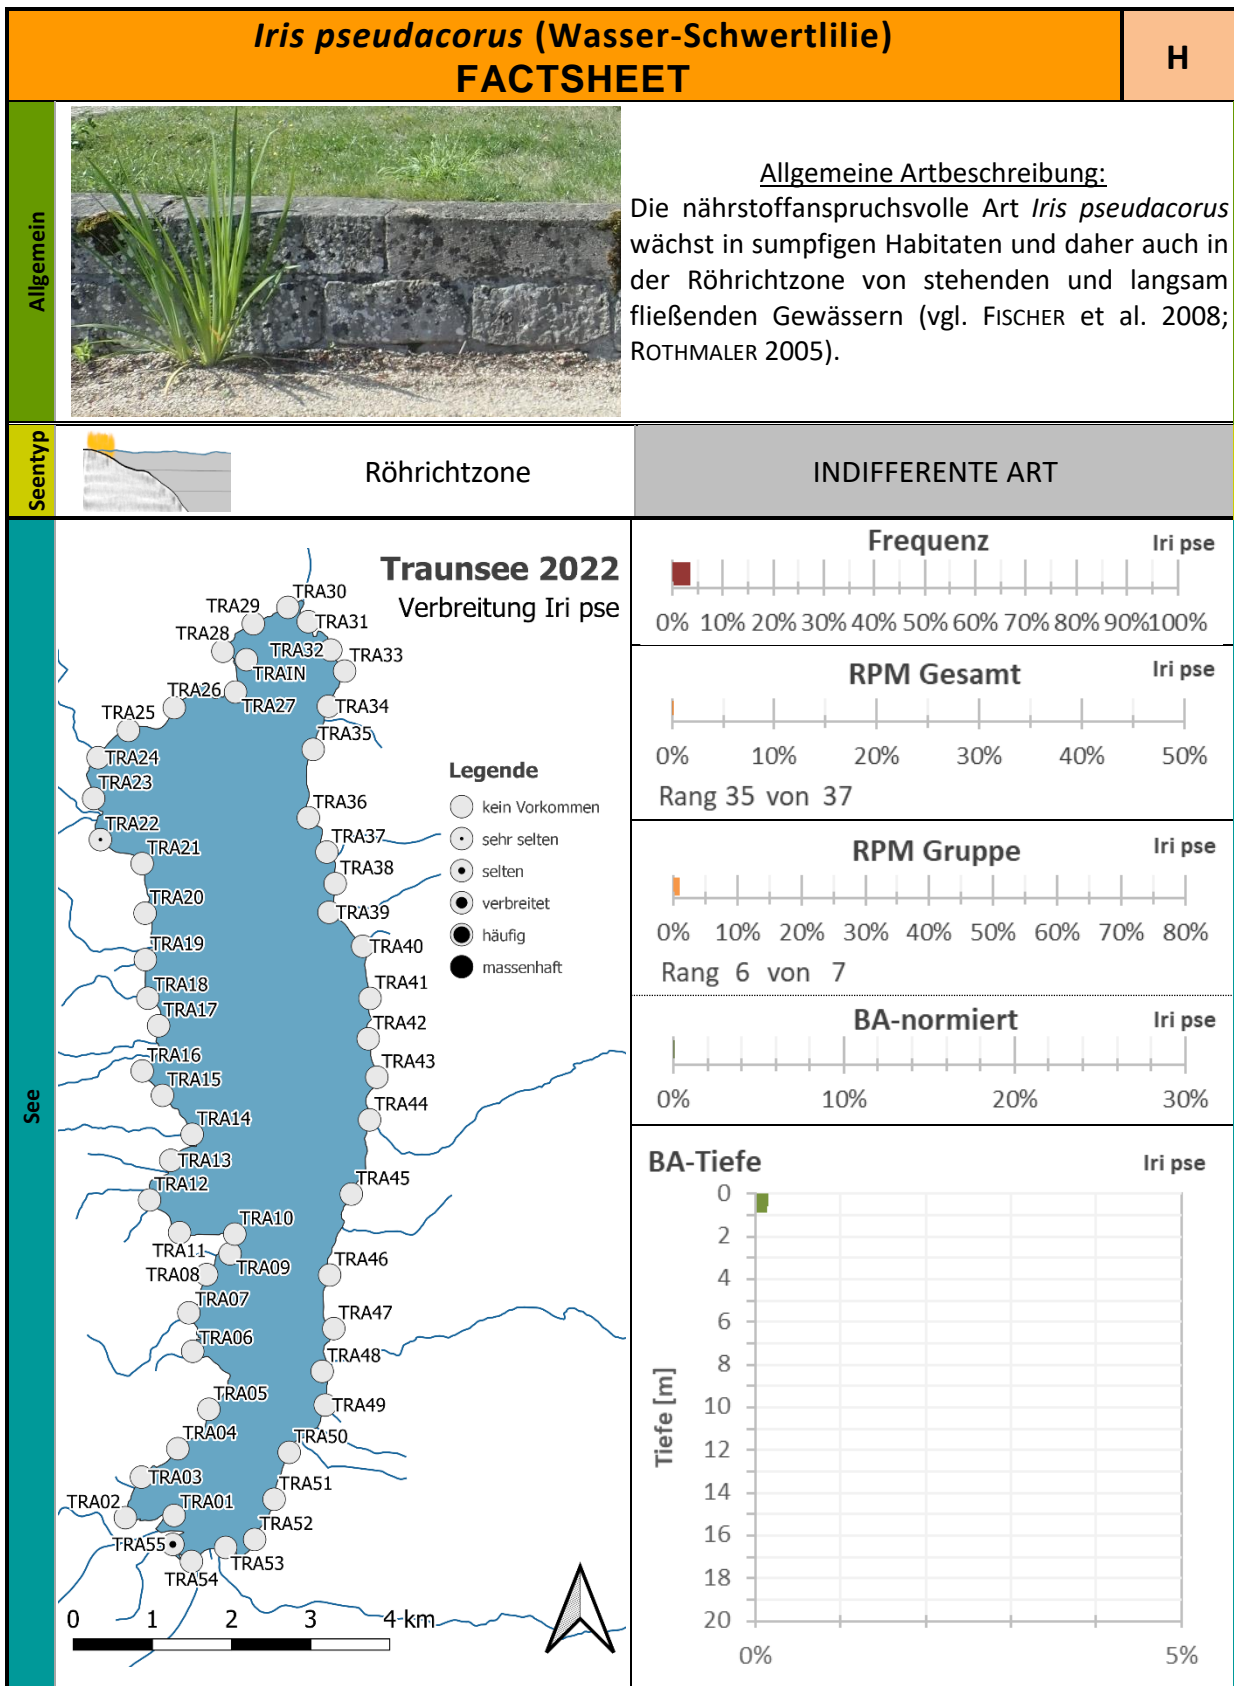 Iris pseudacorus (Wasser-Schwertlilie)
FACTSHEET
H
Allgemein
Allgemeine Artbeschreibung:
Die nährstoffanspruchsvolle Art Iris pseudacorus
wächst in sumpfigen Habitaten und daher auch in
der Röhrichtzone von stehenden und langsam
fließenden Gewässern (vgl. FISCHER et al. 2008;
ROTHMALER 2005).
Seentyp
Röhrichtzone
INDIFFERENTE ART
See
Traunsee 2022
Verbreitung Iri pse
TRA30
TRA29
TRA31
TRA28
TRA32
TRA33
TRAIN
TRA26
TRA27
TRA34
TRA25
TRA35
TRA24
TRA23
TRA36
TRA22
TRA37
TRA21
TRA38
TRA20
TRA39
TRA40
TRA19
TRA41
TRA18
TRA17
TRA42
TRA16
TRA43
TRA15
TRA44
TRA14
TRA13
TRA45
TRA12
TRA10
TRA11
TRA09
TRA46
TRA08
TRA07
TRA47
TRA06
TRA48
TRA05
TRA49
TRA04
TRA50
TRA03
TRA51
TRA02
TRA01
TRA52
TRA55
TRA53
TRA54
Legende
kein Vorkommen
sehr selten
selten
verbreitet
häufig
massenhaft
0 1 2 3 4 km
Frequenz Iri pse
0% 10% 20% 30% 40% 50% 60% 70% 80% 90% 100%
RPM Gesamt Iri pse
0% 10% 20% 30% 40% 50%
Rang 35 von 37
RPM Gruppe Iri pse
0% 10% 20% 30% 40% 50% 60% 70% 80%
Rang 6 von 7
BA-normiert Iri pse
0% 10% 20% 30%
BA-Tiefe Iri pse
Tiefe [m]
0
2
4
6
8
10
12
14
16
18
20
0% 5%